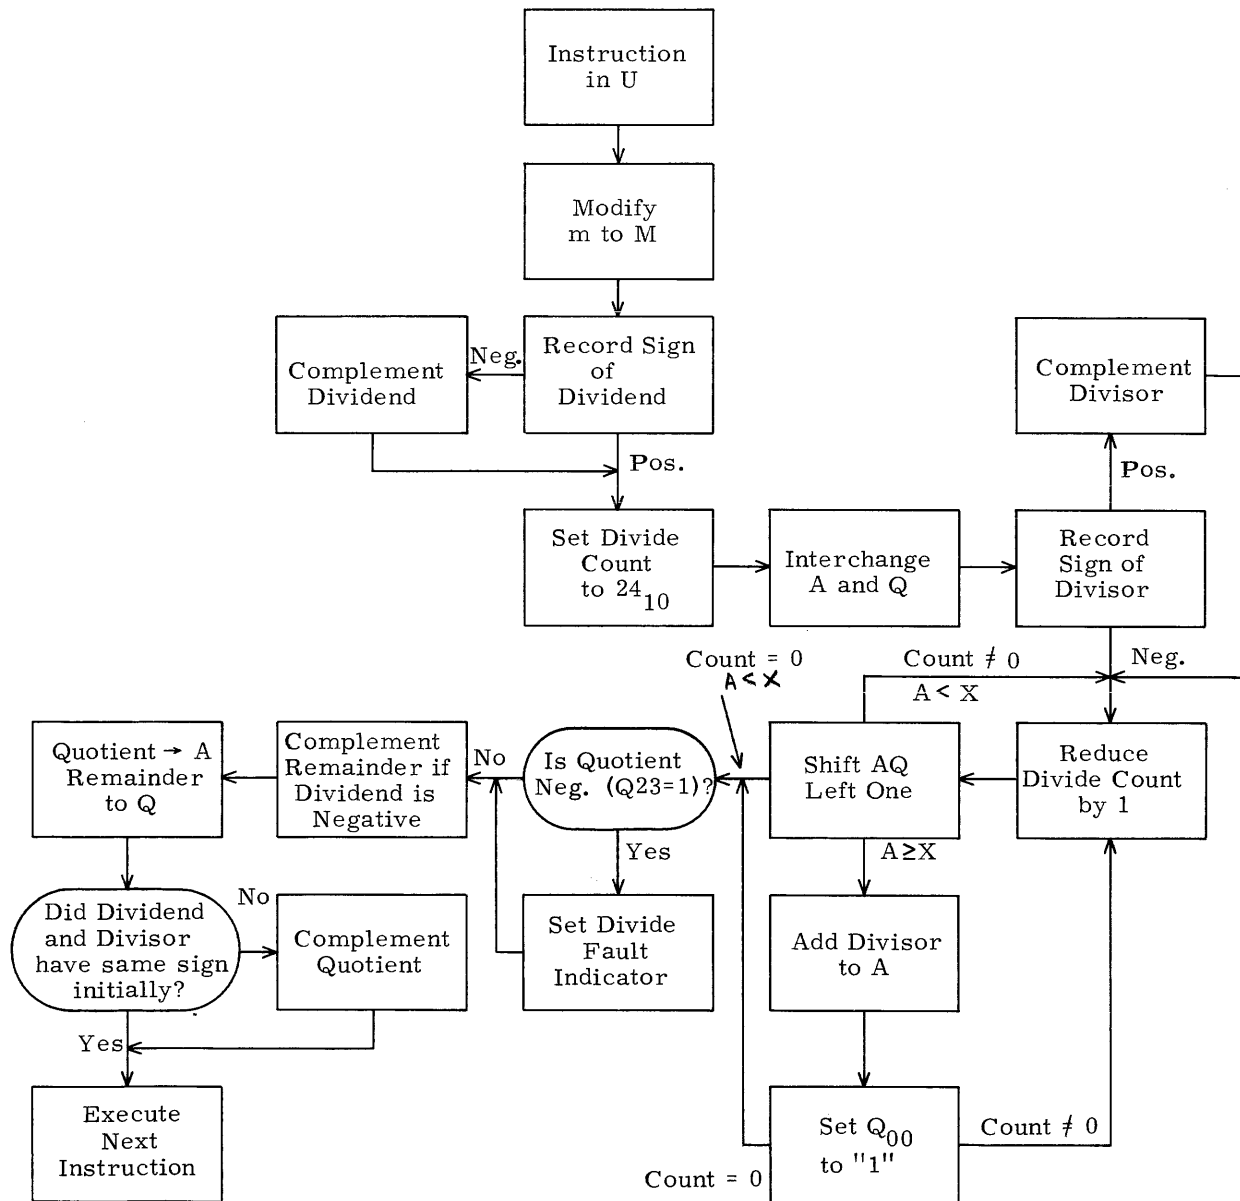 Instruction
in U
Modify
m to M
Record Sign
of
Dividend
Neg.
Complement
Dividend
Pos.
Complement
Divisor
Pos.
Set Divide
Count
to 24₁₀
Interchange
A and Q
Record
Sign of
Divisor
Neg.
Count ≠ 0
A < X
Count = 0
A < X
Reduce
Divide Count
by 1
Shift AQ
Left One
Is Quotient
Neg. (Q23=1)?
No
Complement
Remainder if
Dividend is
Negative
Quotient → A
Remainder
to Q
Yes
A≥X
Set Divide
Fault
Indicator
Add Divisor
to A
Did Dividend
and Divisor
have same sign
initially?
No
Complement
Quotient
Yes
Execute
Next
Instruction
Set Q₀₀
to "1"
Count ≠ 0
Count = 0